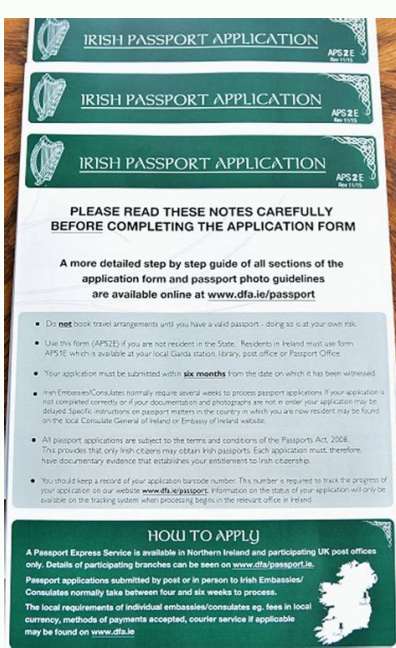 IRISH PASSPORT APPLICATION
APS2E
Rev 11/15
IRISH PASSPORT APPLICATION
APS2E
Rev 11/15
IRISH PASSPORT APPLICATION
APS2E
Rev 11/15
PLEASE READ THESE NOTES CAREFULLY
BEFORE COMPLETING THE APPLICATION FORM
A more detailed step by step guide of all sections of the
application form and passport photo guidelines
are available online at www.dfa.ie/passport
• Do not book travel arrangements until you have a valid passport - doing so is at your own risk.
• Use this form (APS2E) if you are not resident in the State. Residents in Ireland must use form
APS1E which is available at your local Garda station, library, post office or Passport Office.
• Your application must be submitted within six months from the date on which it has been witnessed.
• Irish Embassies/Consulates normally require several weeks to process passport applications. If your application is
not completed correctly or if your documentation and photographs are not in order your application may be
delayed. Specific instructions on passport matters in the country in which you are now resident may be found
on the local Consulate General of Ireland or Embassy of Ireland website.
• All passport applications are subject to the terms and conditions of the Passports Act, 2008.
This provides that only Irish citizens may obtain Irish passports. Each application must, therefore,
have documentary evidence that establishes your entitlement to Irish citizenship.
• You should keep a record of your application barcode number. This number is required to track the progress of
your application on our website www.dfa.ie/passport. Information on the status of your application will only be
available on the tracking system when processing begins in the relevant office in Ireland.
HOW TO APPLY
A Passport Express Service is available in Northern Ireland and participating UK post offices
only. Details of participating branches can be seen on www.dfa/passport.ie.
Passport applications submitted by post or in person to Irish Embassies/
Consulates normally take between four and six weeks to process.
The local requirements of individual embassies/consulates eg. fees in local
currency, methods of payments accepted, courier service if applicable
may be found on www.dfa.ie